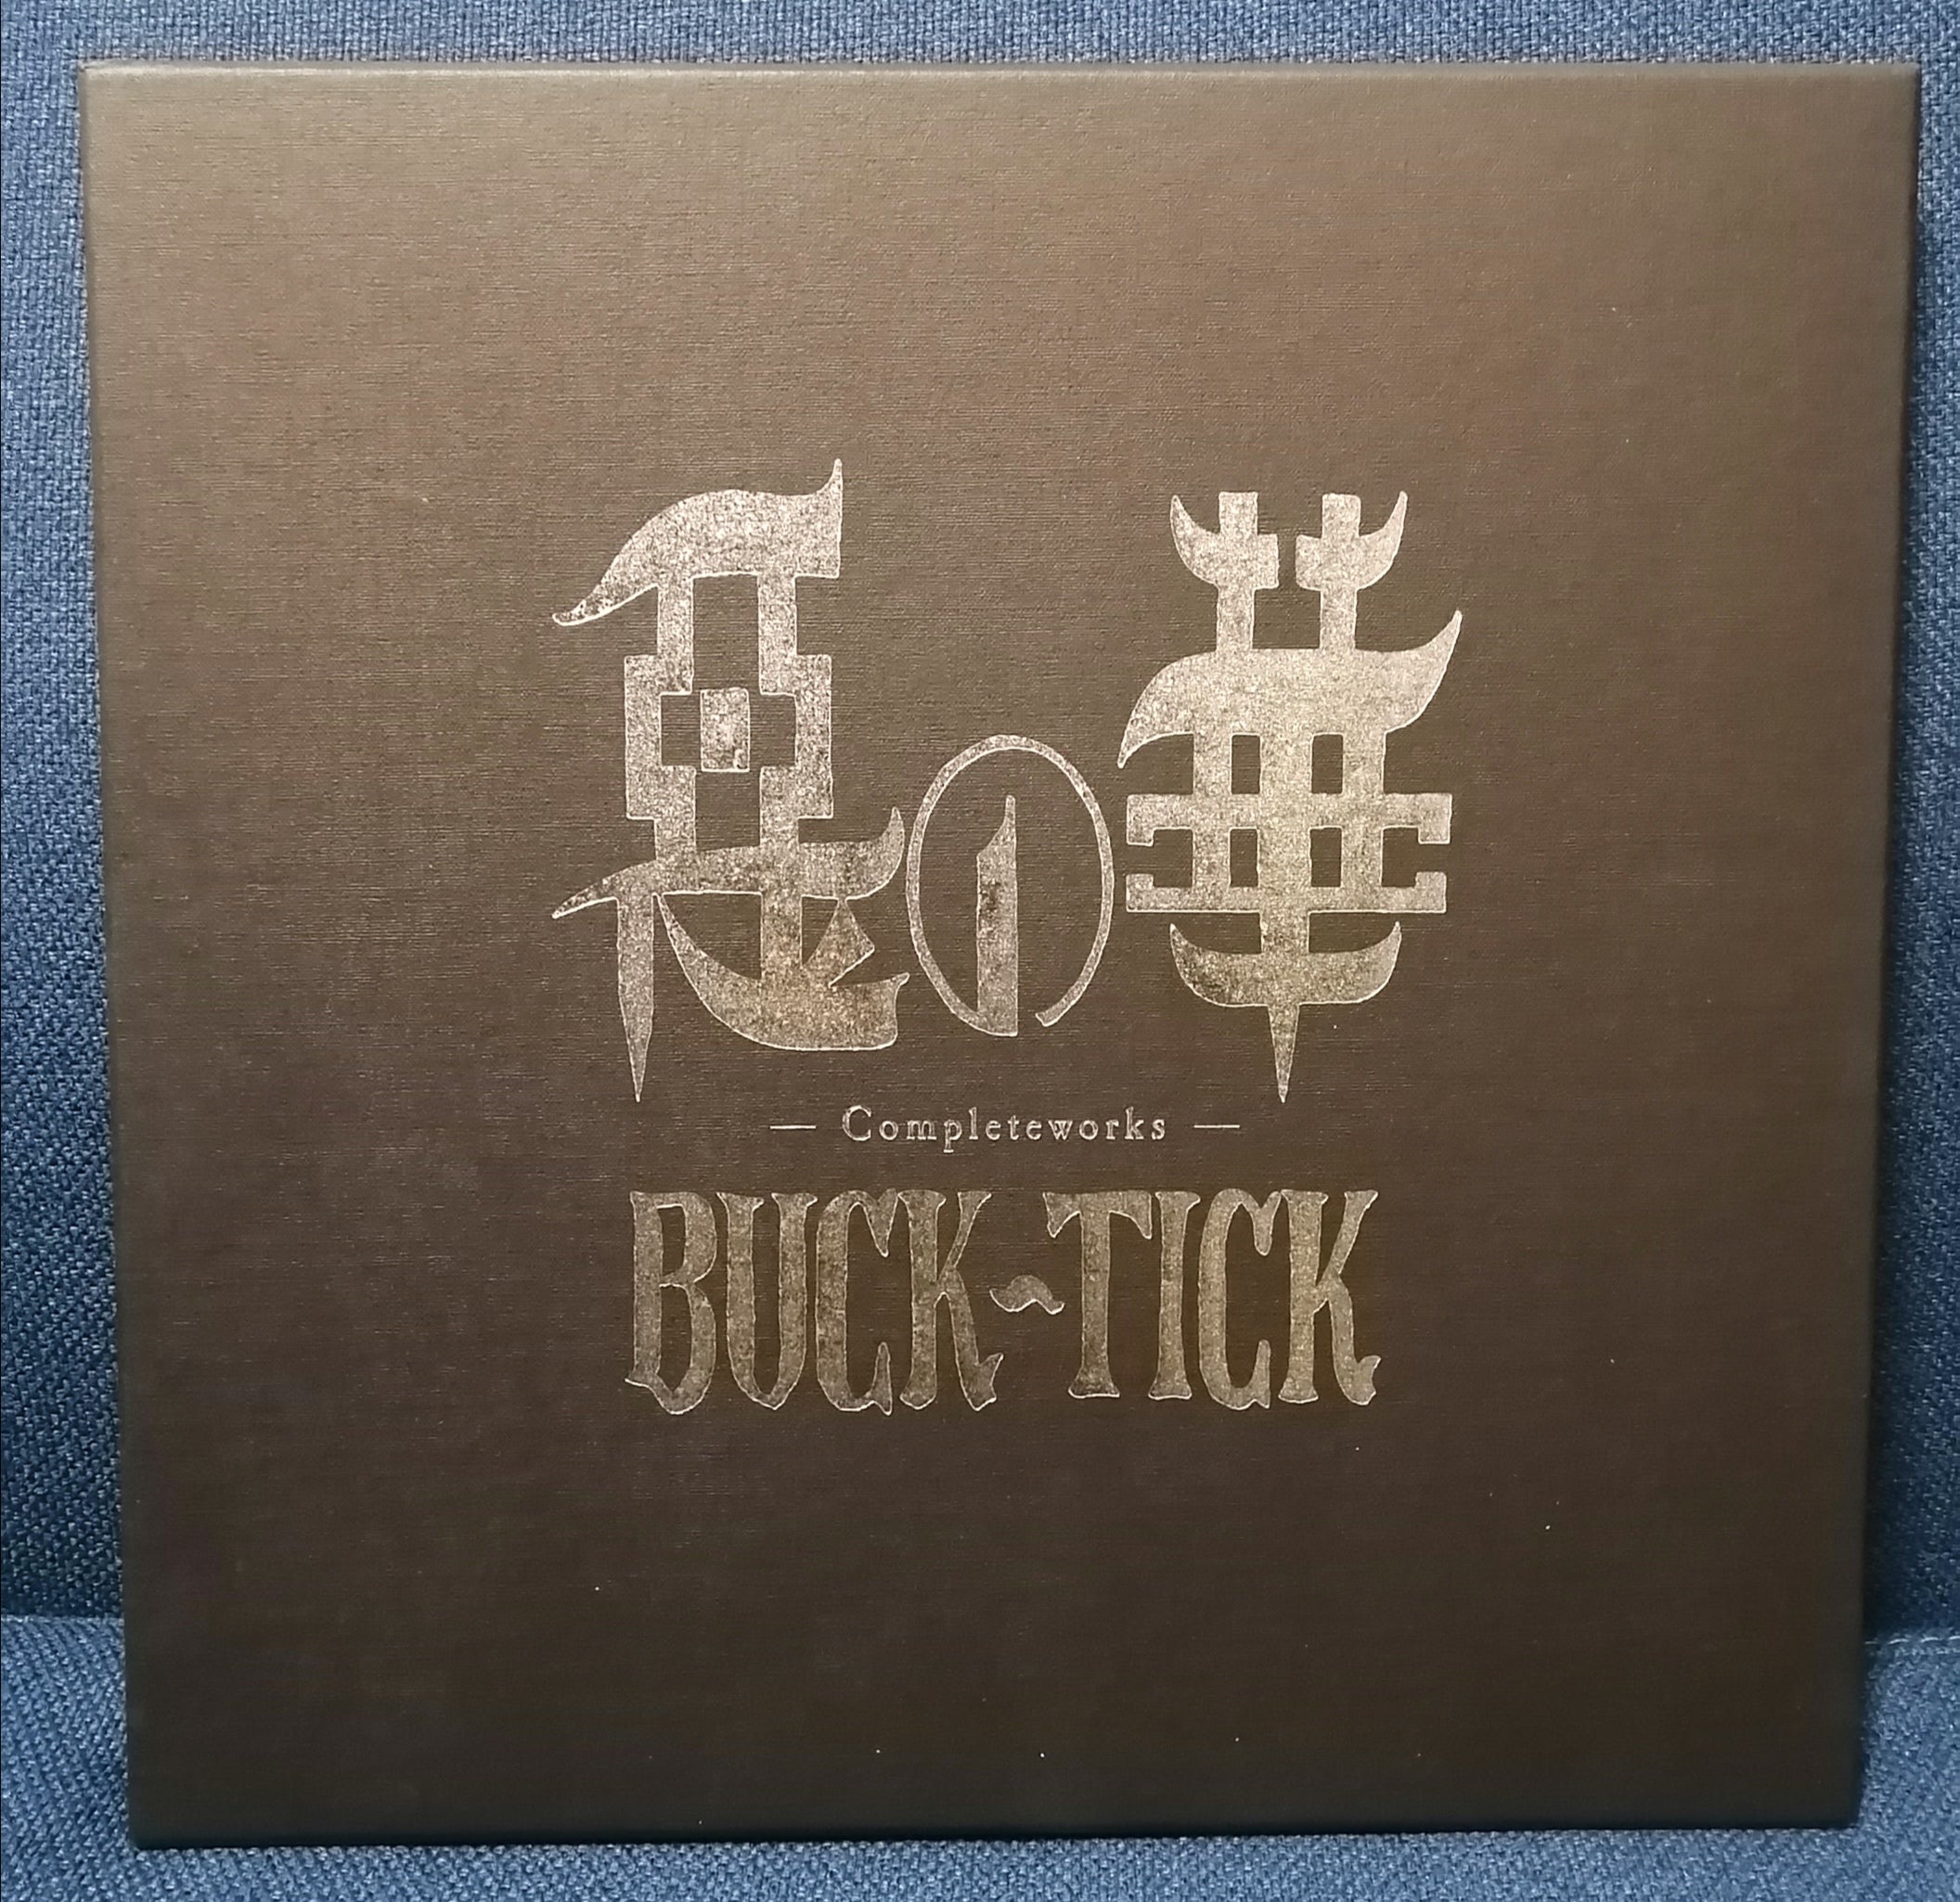 悪の華
— Completeworks —
BUCK-TICK